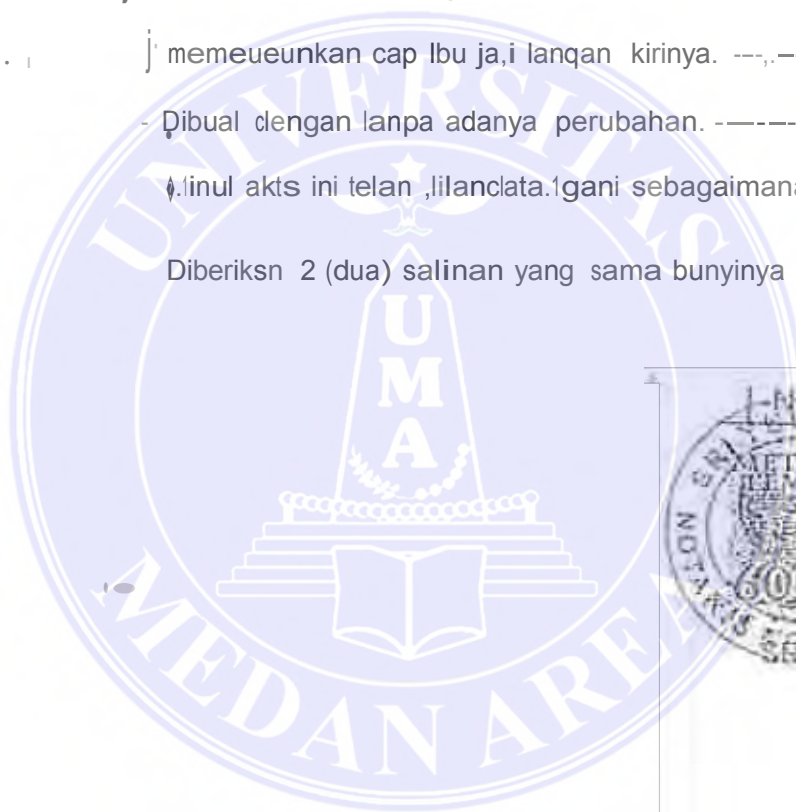 memeueunkan cap Ibu ja,i lanqan kirinya. ---,.--
- Dibual clengan lanpa adanya perubahan. -------
.1inul akts ini telan ,lilanclata.1gani sebagaimana
Diberiksn 2 (dua) salinan yang sama bunyinya
UNIVERSITAS
UMA
MEDAN AREA